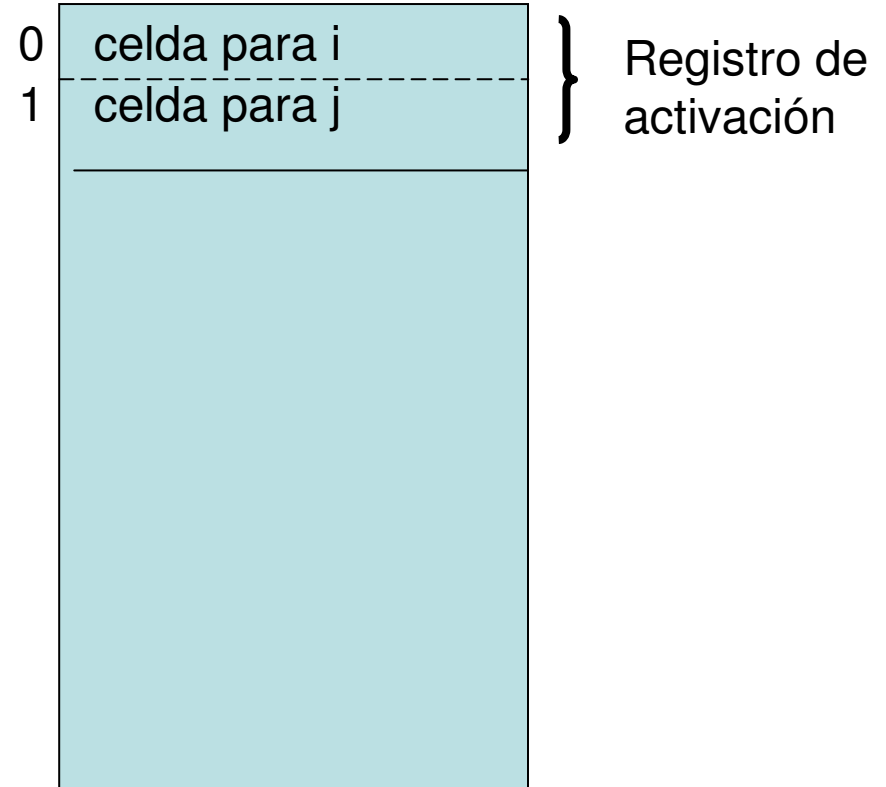 0 celda para i
1 celda para j
Registro de
activación